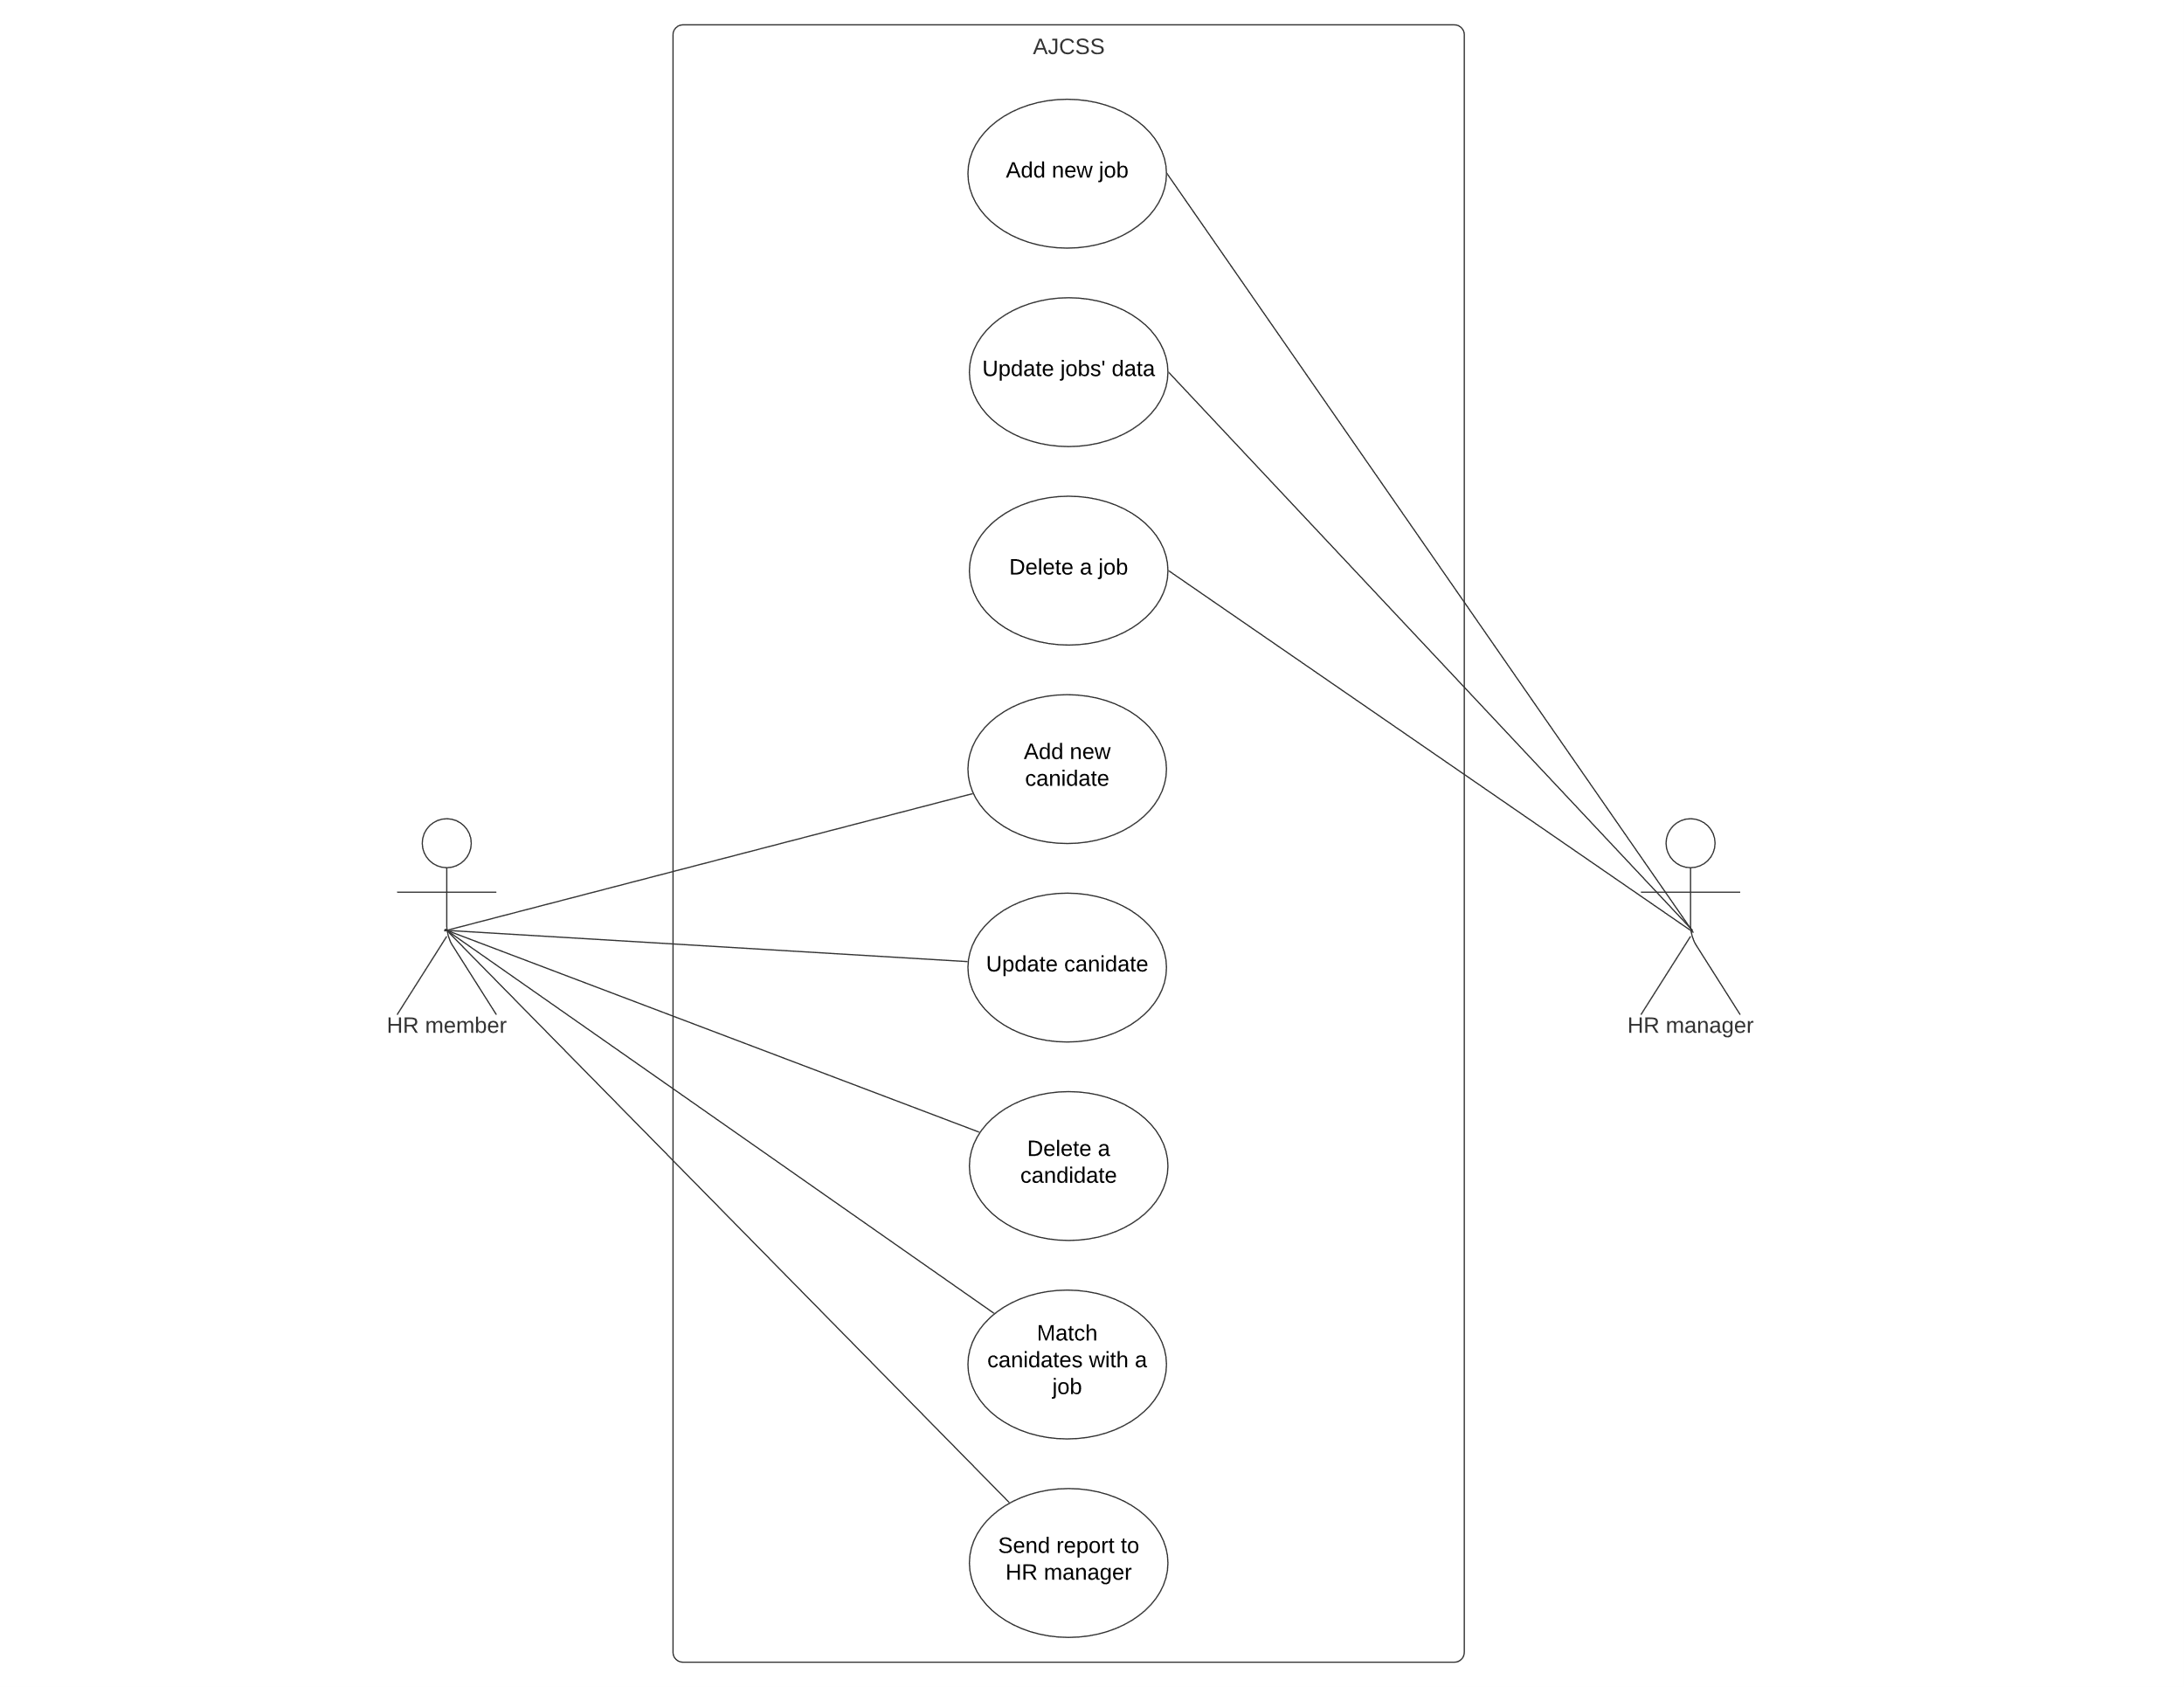 AJCSS
Add new job
Update jobs' data
Delete a job
Add new
canidate
Update canidate
HR member
HR manager
Delete a
candidate
Match
canidates with a
job
Send report to
HR manager